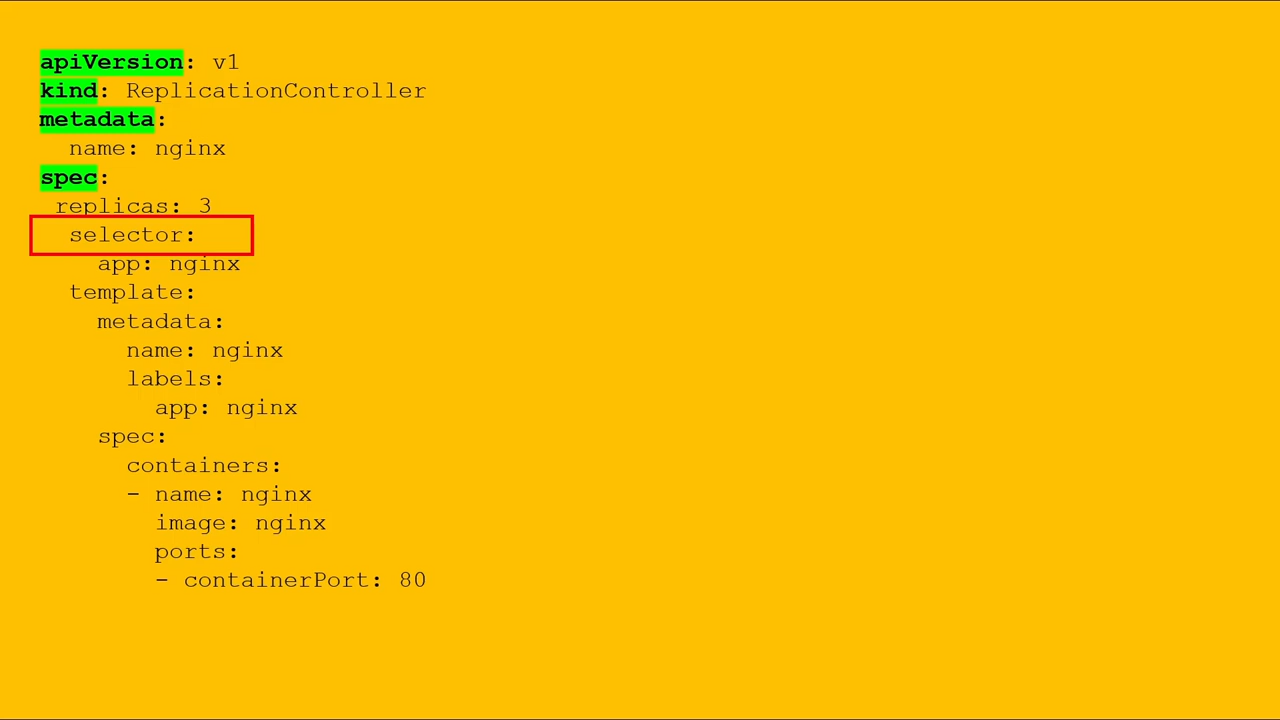 apiVersion: v1
kind: ReplicationController
metadata:
  name: nginx
spec:
 replicas: 3
  selector:
    app: nginx
  template:
    metadata:
      name: nginx
      labels:
        app: nginx
    spec:
      containers:
      - name: nginx
        image: nginx
        ports:
        - containerPort: 80